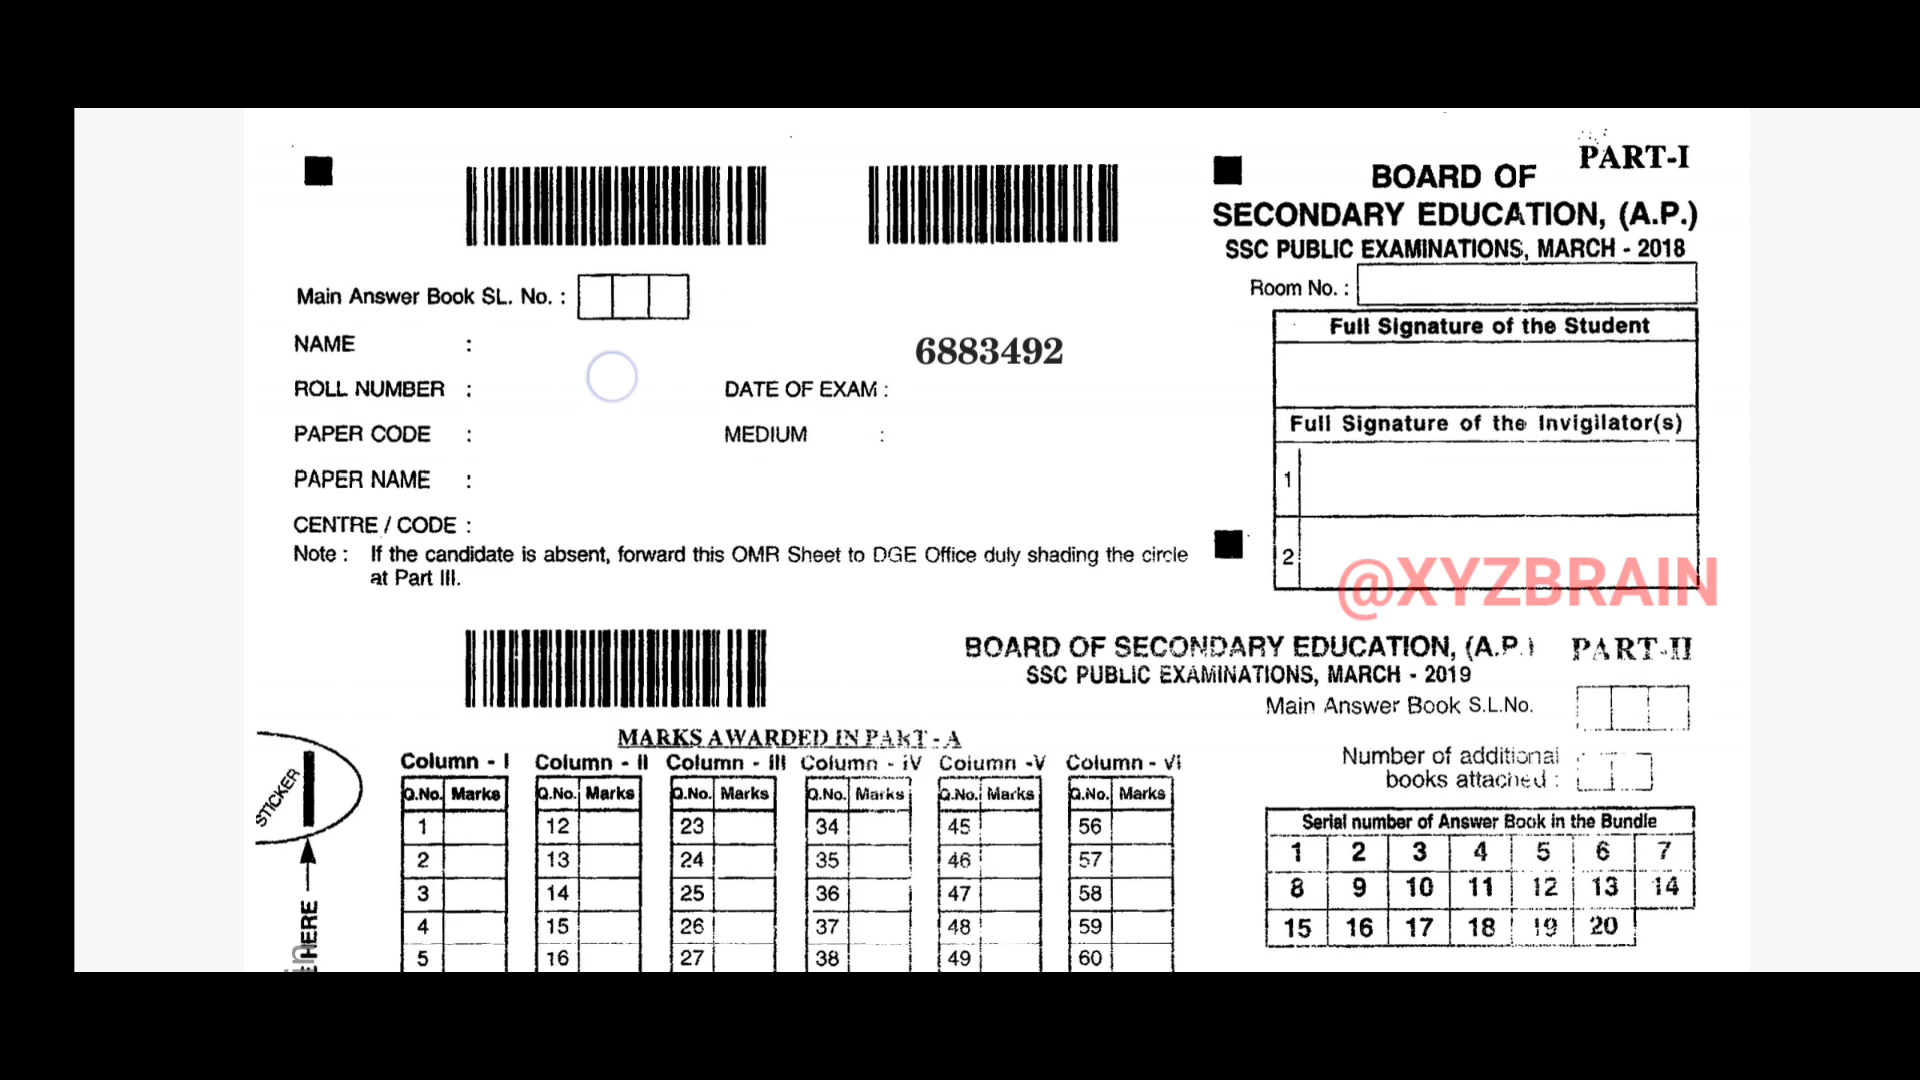 PART-I
BOARD OF
SECONDARY EDUCATION, (A.P.)
SSC PUBLIC EXAMINATIONS, MARCH - 2018
Main Answer Book SL. No. :
Room No. :
Full Signature of the Student
NAME :
6883492
ROLL NUMBER :
DATE OF EXAM :
Full Signature of the Invigilator(s)
PAPER CODE :
MEDIUM :
PAPER NAME :
1
CENTRE / CODE :
Note : If the candidate is absent, forward this OMR Sheet to DGE Office duly shading the circle
at Part III.
2
@XYZBRAIN
BOARD OF SECONDARY EDUCATION, (A.P.)
PART-II
SSC PUBLIC EXAMINATIONS, MARCH - 2019
Main Answer Book S.L.No.
MARKS AWARDED IN PART - A
Number of additional
books attached :
Column - I Column - II Column - III Column - IV Column -V Column - VI
Q.No. Marks Q.No. Marks Q.No. Marks Q.No. Marks Q.No. Marks Q.No. Marks
1 12 23 34 45 56
2 13 24 35 46 57
3 14 25 36 47 58
4 15 26 37 48 59
5 16 27 38 49 60
Serial number of Answer Book in the Bundle
1 2 3 4 5 6 7
8 9 10 11 12 13 14
15 16 17 18 19 20
STICKER
HERE